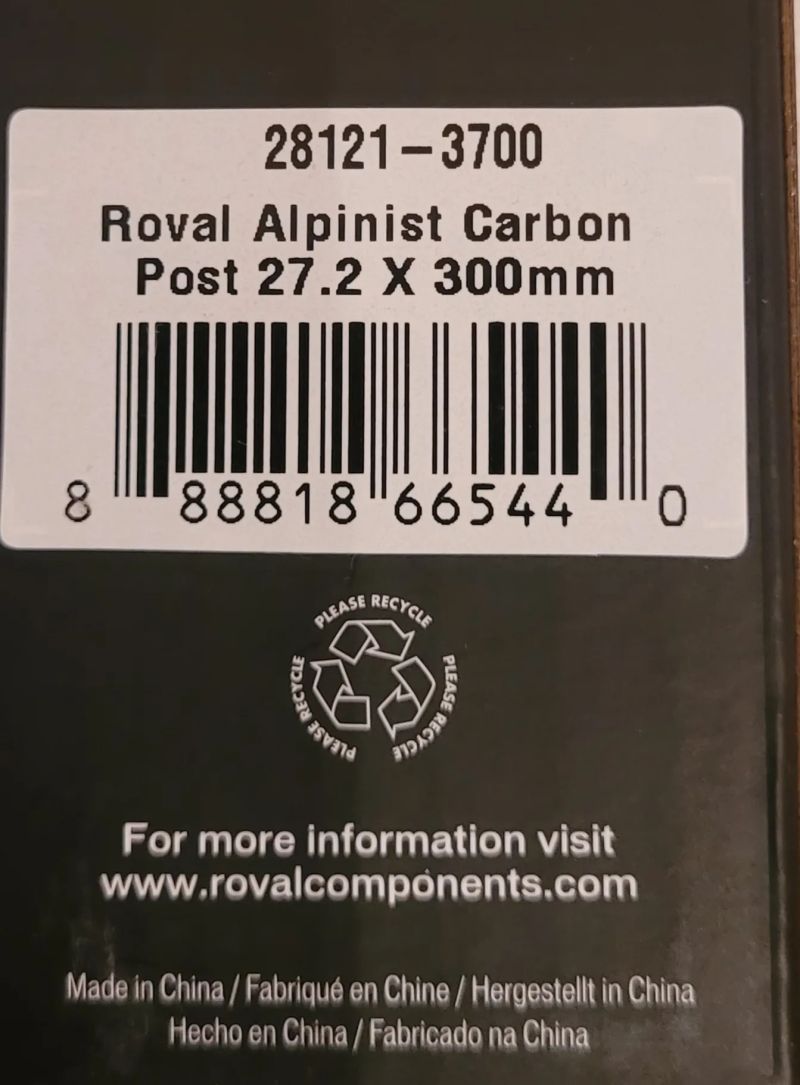 28121-3700
Roval Alpinist Carbon
Post 27.2 X 300mm
8 88818 66544 0
PLEASE RECYCLE
PLEASE RECYCLE
PLEASE RECYCLE
For more information visit
www.rovalcomponents.com
Made in China / Fabriqué en Chine / Hergestellt in China
Hecho en China / Fabricado na China